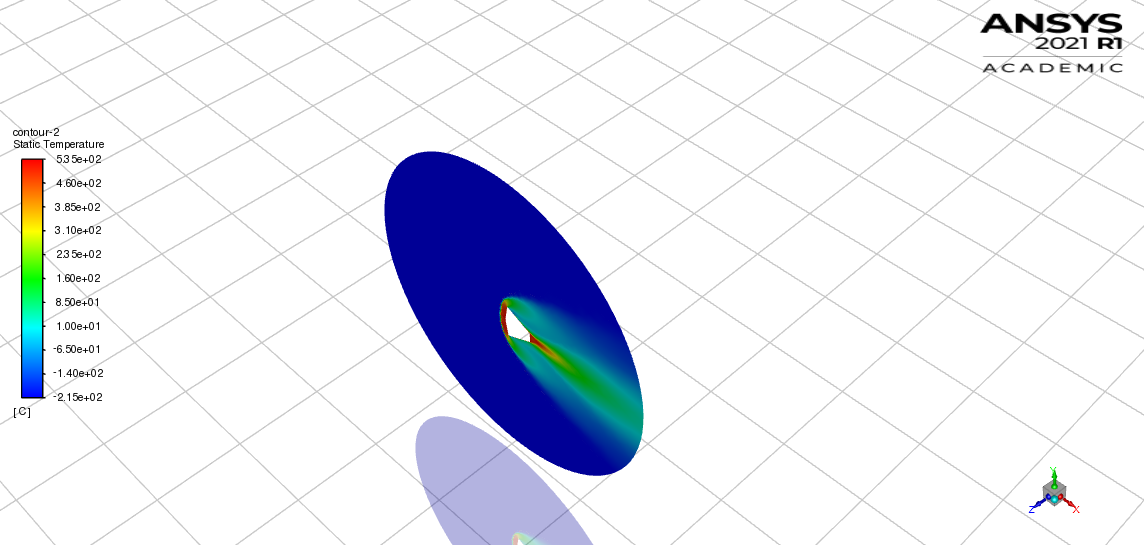 ANSYS
2021 R1
ACADEMIC
contour-2
Static Temperature
5.35e+02
4.60e+02
3.85e+02
3.10e+02
2.35e+02
1.60e+02
8.50e+01
1.00e+01
-6.50e+01
-1.40e+02
-2.15e+02
[C]
Y
Z
X